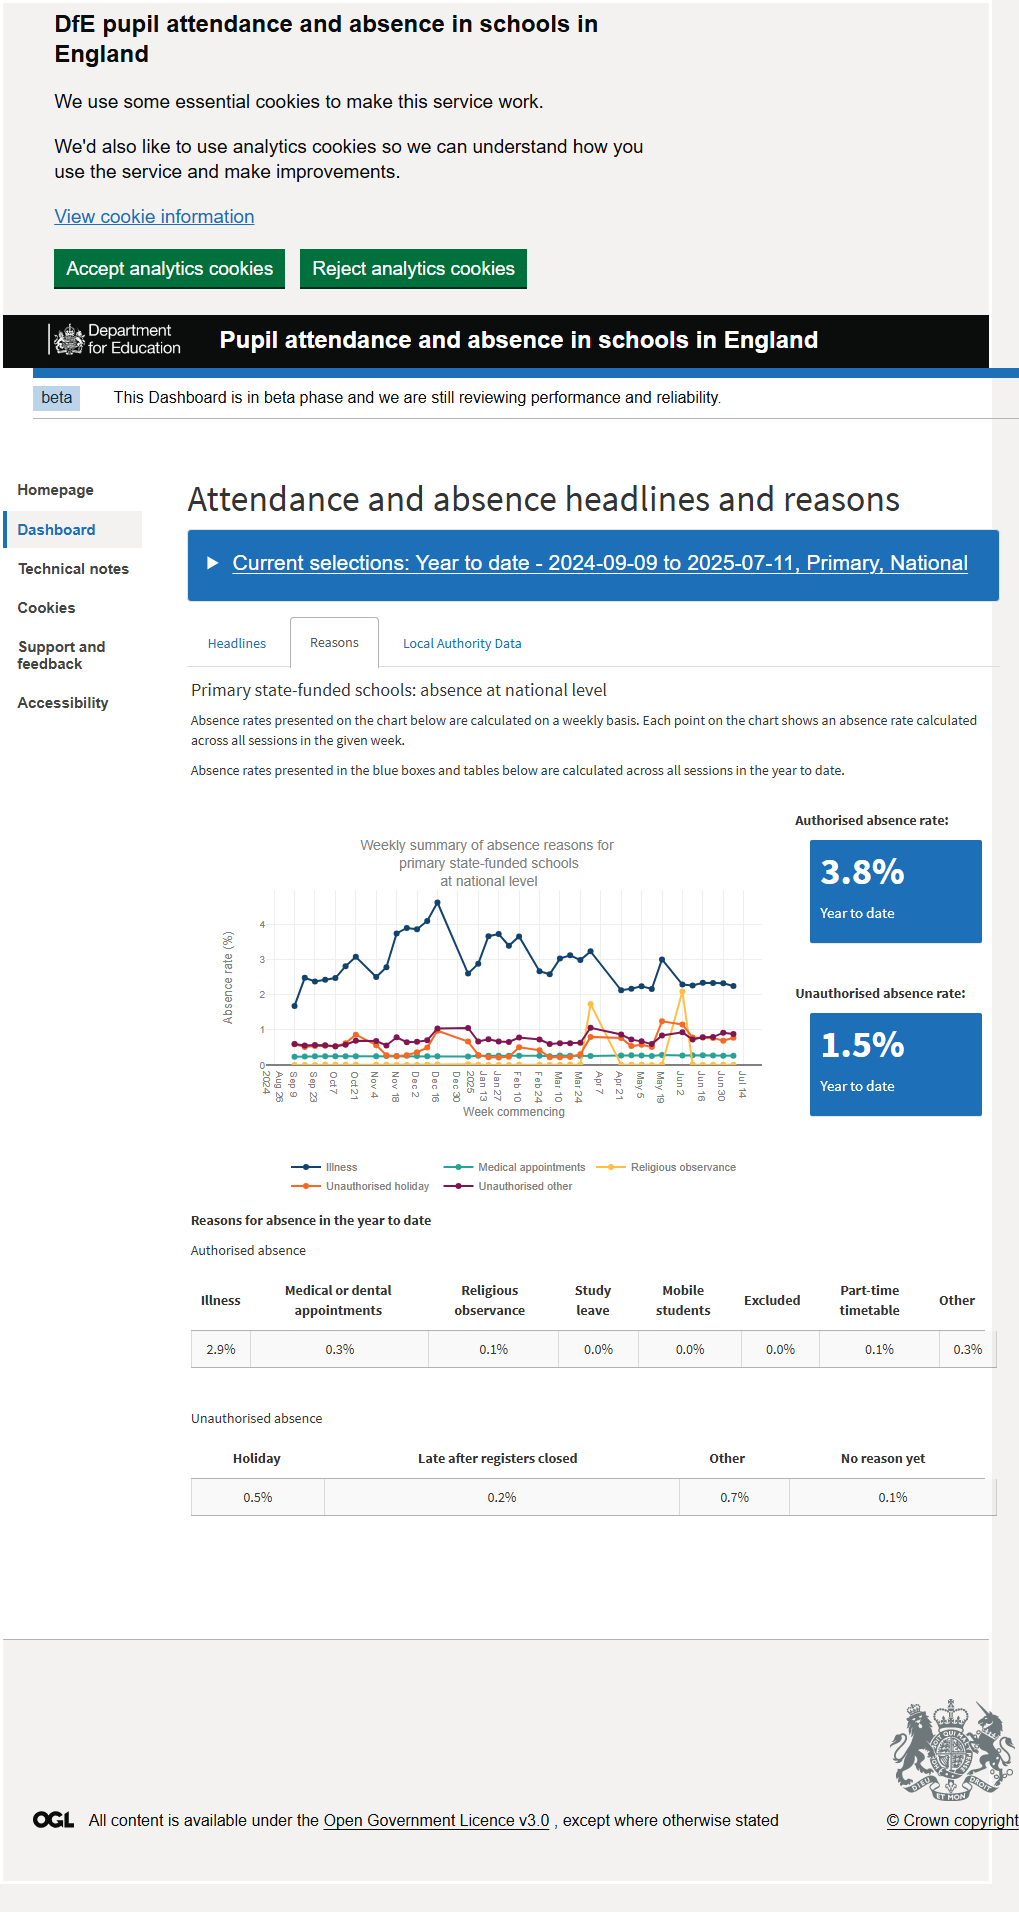 DfE pupil attendance and absence in schools in
England
We use some essential cookies to make this service work.
We'd also like to use analytics cookies so we can understand how you
use the service and make improvements.
View cookie information
Accept analytics cookies Reject analytics cookies
Department
for Education
Pupil attendance and absence in schools in England
beta This Dashboard is in beta phase and we are still reviewing performance and reliability.
Homepage
Dashboard
Technical notes
Cookies
Support and
feedback
Accessibility
Attendance and absence headlines and reasons
Current selections: Year to date - 2024-09-09 to 2025-07-11, Primary, National
Headlines Reasons Local Authority Data
Primary state-funded schools: absence at national level
Absence rates presented on the chart below are calculated on a weekly basis. Each point on the chart shows an absence rate calculated
across all sessions in the given week.
Absence rates presented in the blue boxes and tables below are calculated across all sessions in the year to date.
Weekly summary of absence reasons for
primary state-funded schools
at national level
Absence rate (%)
4
3
2
1
0
2024 Aug 26 Sep 9 Sep 23 Oct 7 Oct 21 Nov 4 Nov 18 Dec 2 Dec 16 Dec 30 2025 Jan 13 Jan 27 Feb 10 Feb 24 Mar 10 Mar 24 Apr 7 Apr 21 May 5 May 19 Jun 2 Jun 16 Jun 30 Jul 14
Week commencing
Illness Medical appointments Religious observance
Unauthorised holiday Unauthorised other
Authorised absence rate:
3.8%
Year to date
Unauthorised absence rate:
1.5%
Year to date
Reasons for absence in the year to date
Authorised absence
Illness Medical or dental appointments Religious observance Study leave Mobile students Excluded Part-time timetable Other
2.9% 0.3% 0.1% 0.0% 0.0% 0.0% 0.1% 0.3%
Unauthorised absence
Holiday Late after registers closed Other No reason yet
0.5% 0.2% 0.7% 0.1%
DIEU ET MON DROIT
OGL All content is available under the Open Government Licence v3.0 , except where otherwise stated
© Crown copyright